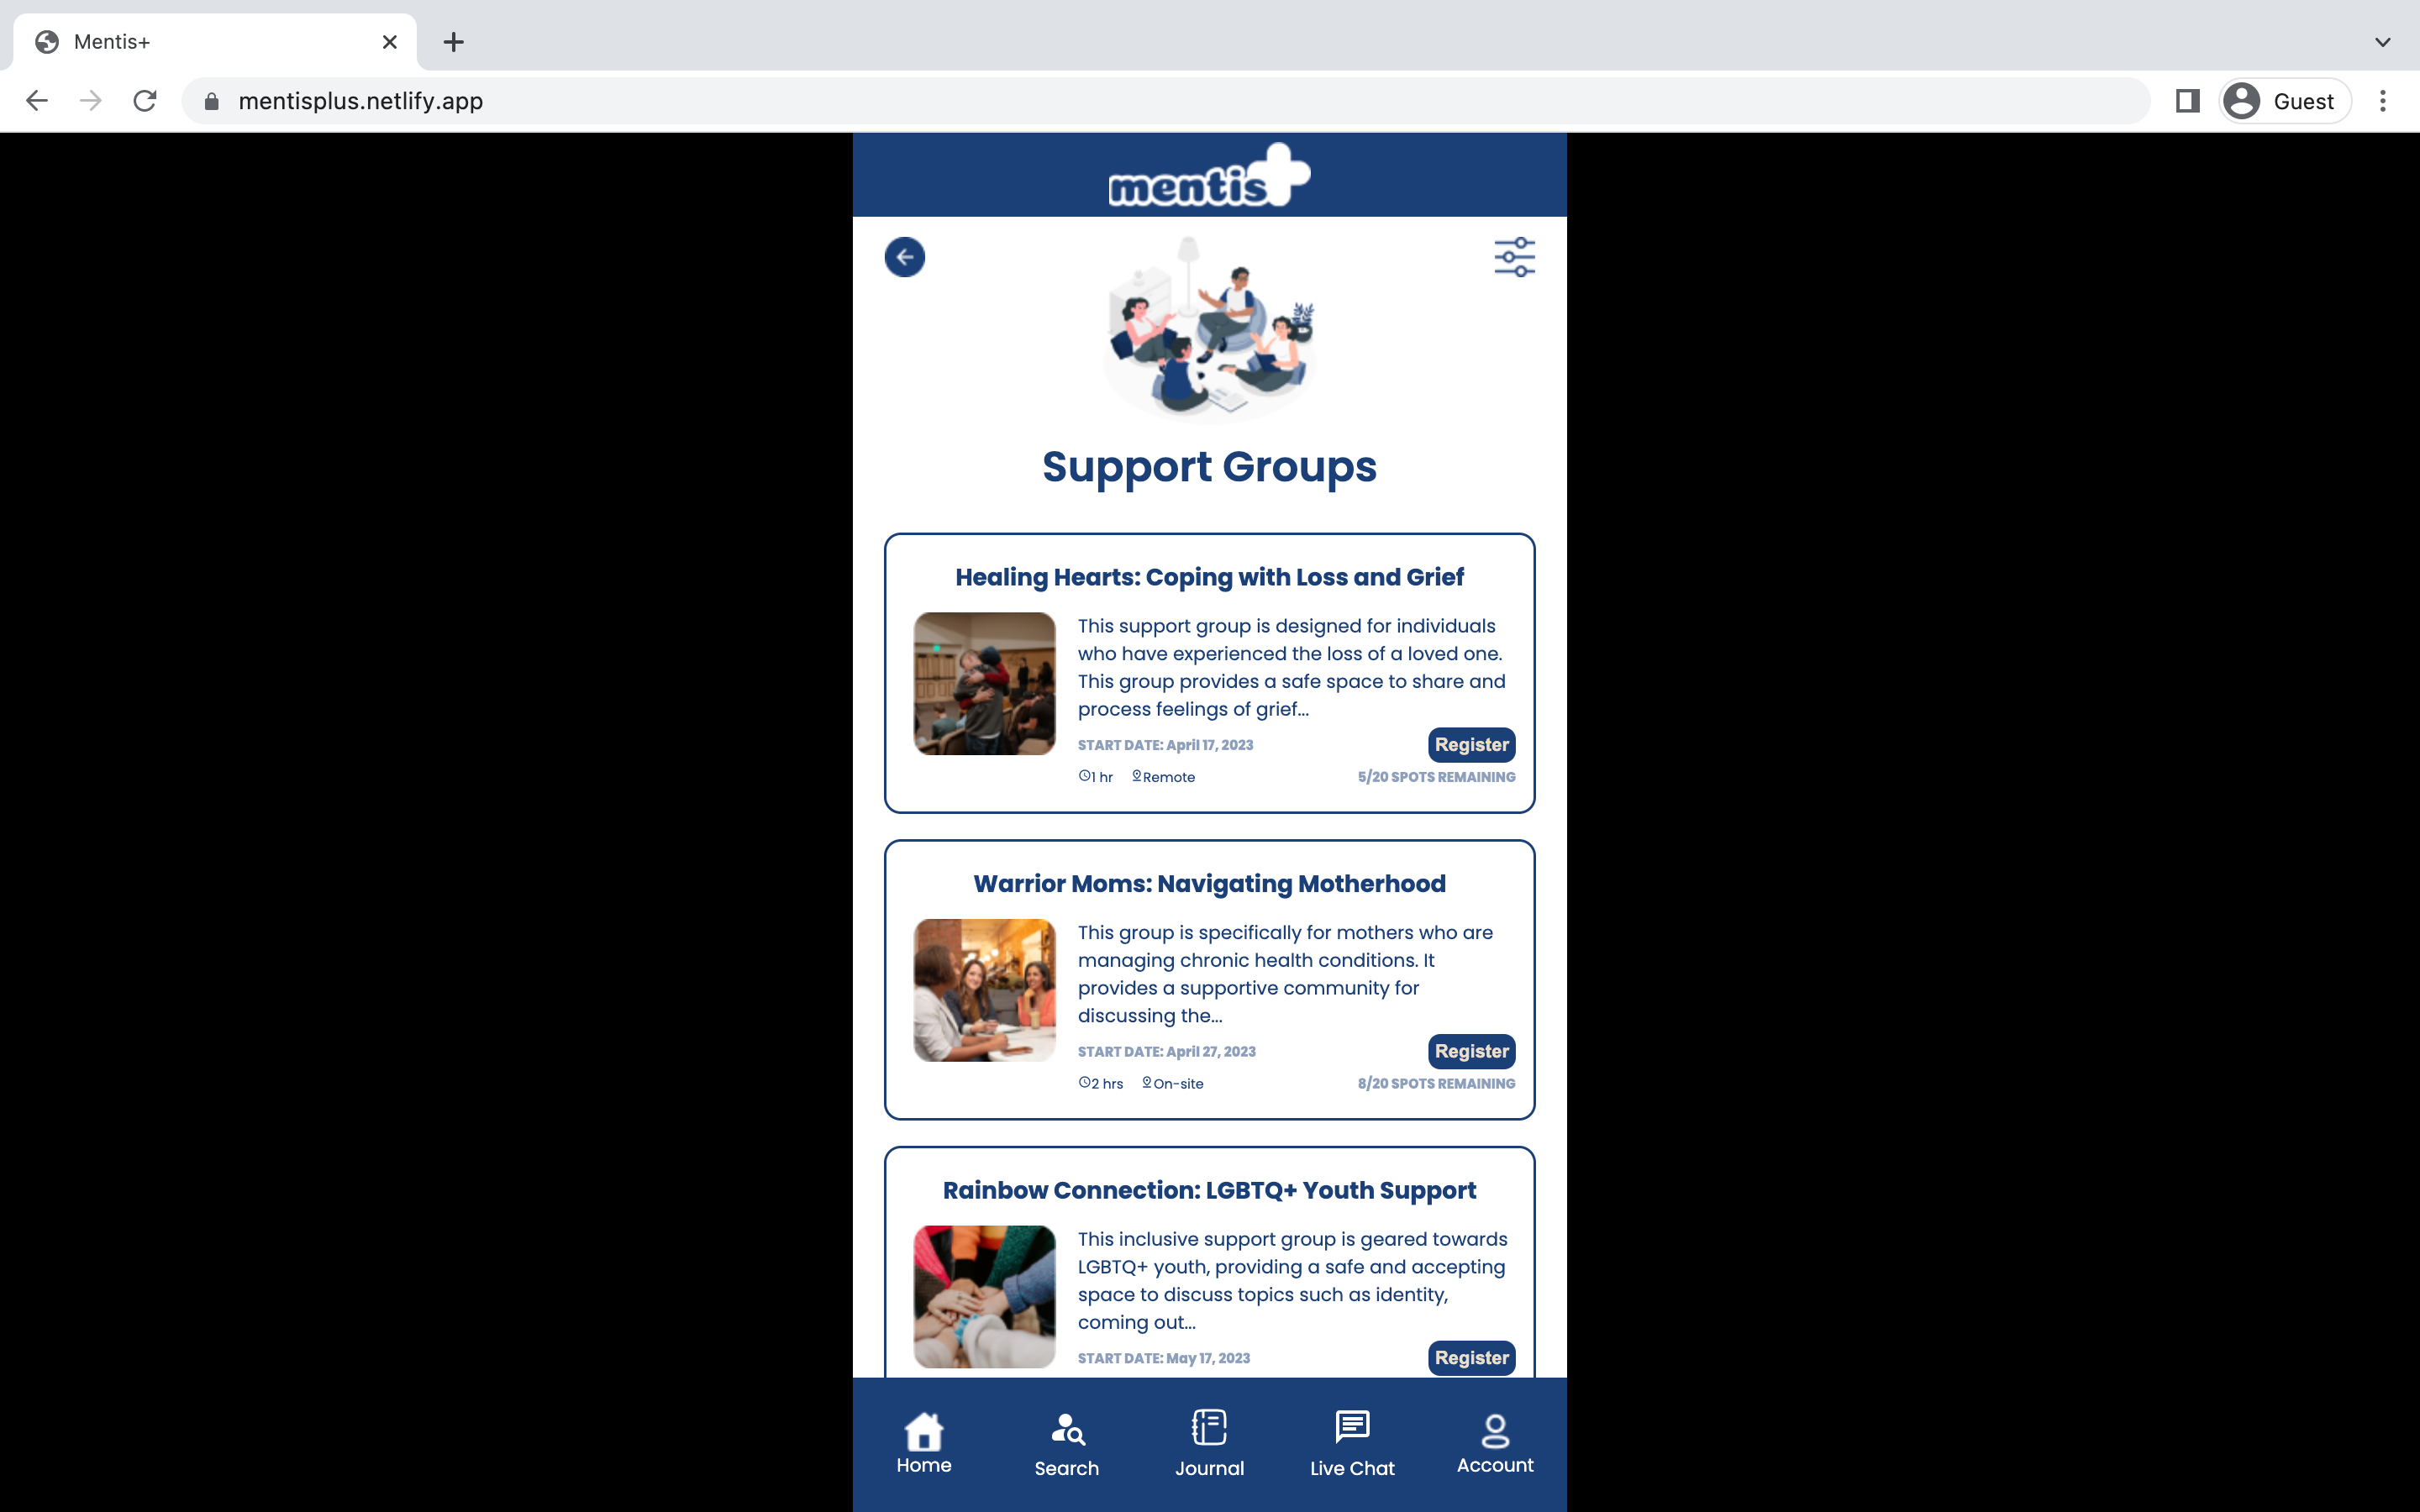 Mentis+
mentisplus.netlify.app
Guest
mentis+
Support Groups
Healing Hearts: Coping with Loss and Grief
This support group is designed for individuals
who have experienced the loss of a loved one.
This group provides a safe space to share and
process feelings of grief...
START DATE: April 17, 2023
Register
1 hr
Remote
5/20 SPOTS REMAINING
Warrior Moms: Navigating Motherhood
This group is specifically for mothers who are
managing chronic health conditions. It
provides a supportive community for
discussing the...
START DATE: April 27, 2023
Register
2 hrs
On-site
8/20 SPOTS REMAINING
Rainbow Connection: LGBTQ+ Youth Support
This inclusive support group is geared towards
LGBTQ+ youth, providing a safe and accepting
space to discuss topics such as identity,
coming out...
START DATE: May 17, 2023
Register
Home
Search
Journal
Live Chat
Account